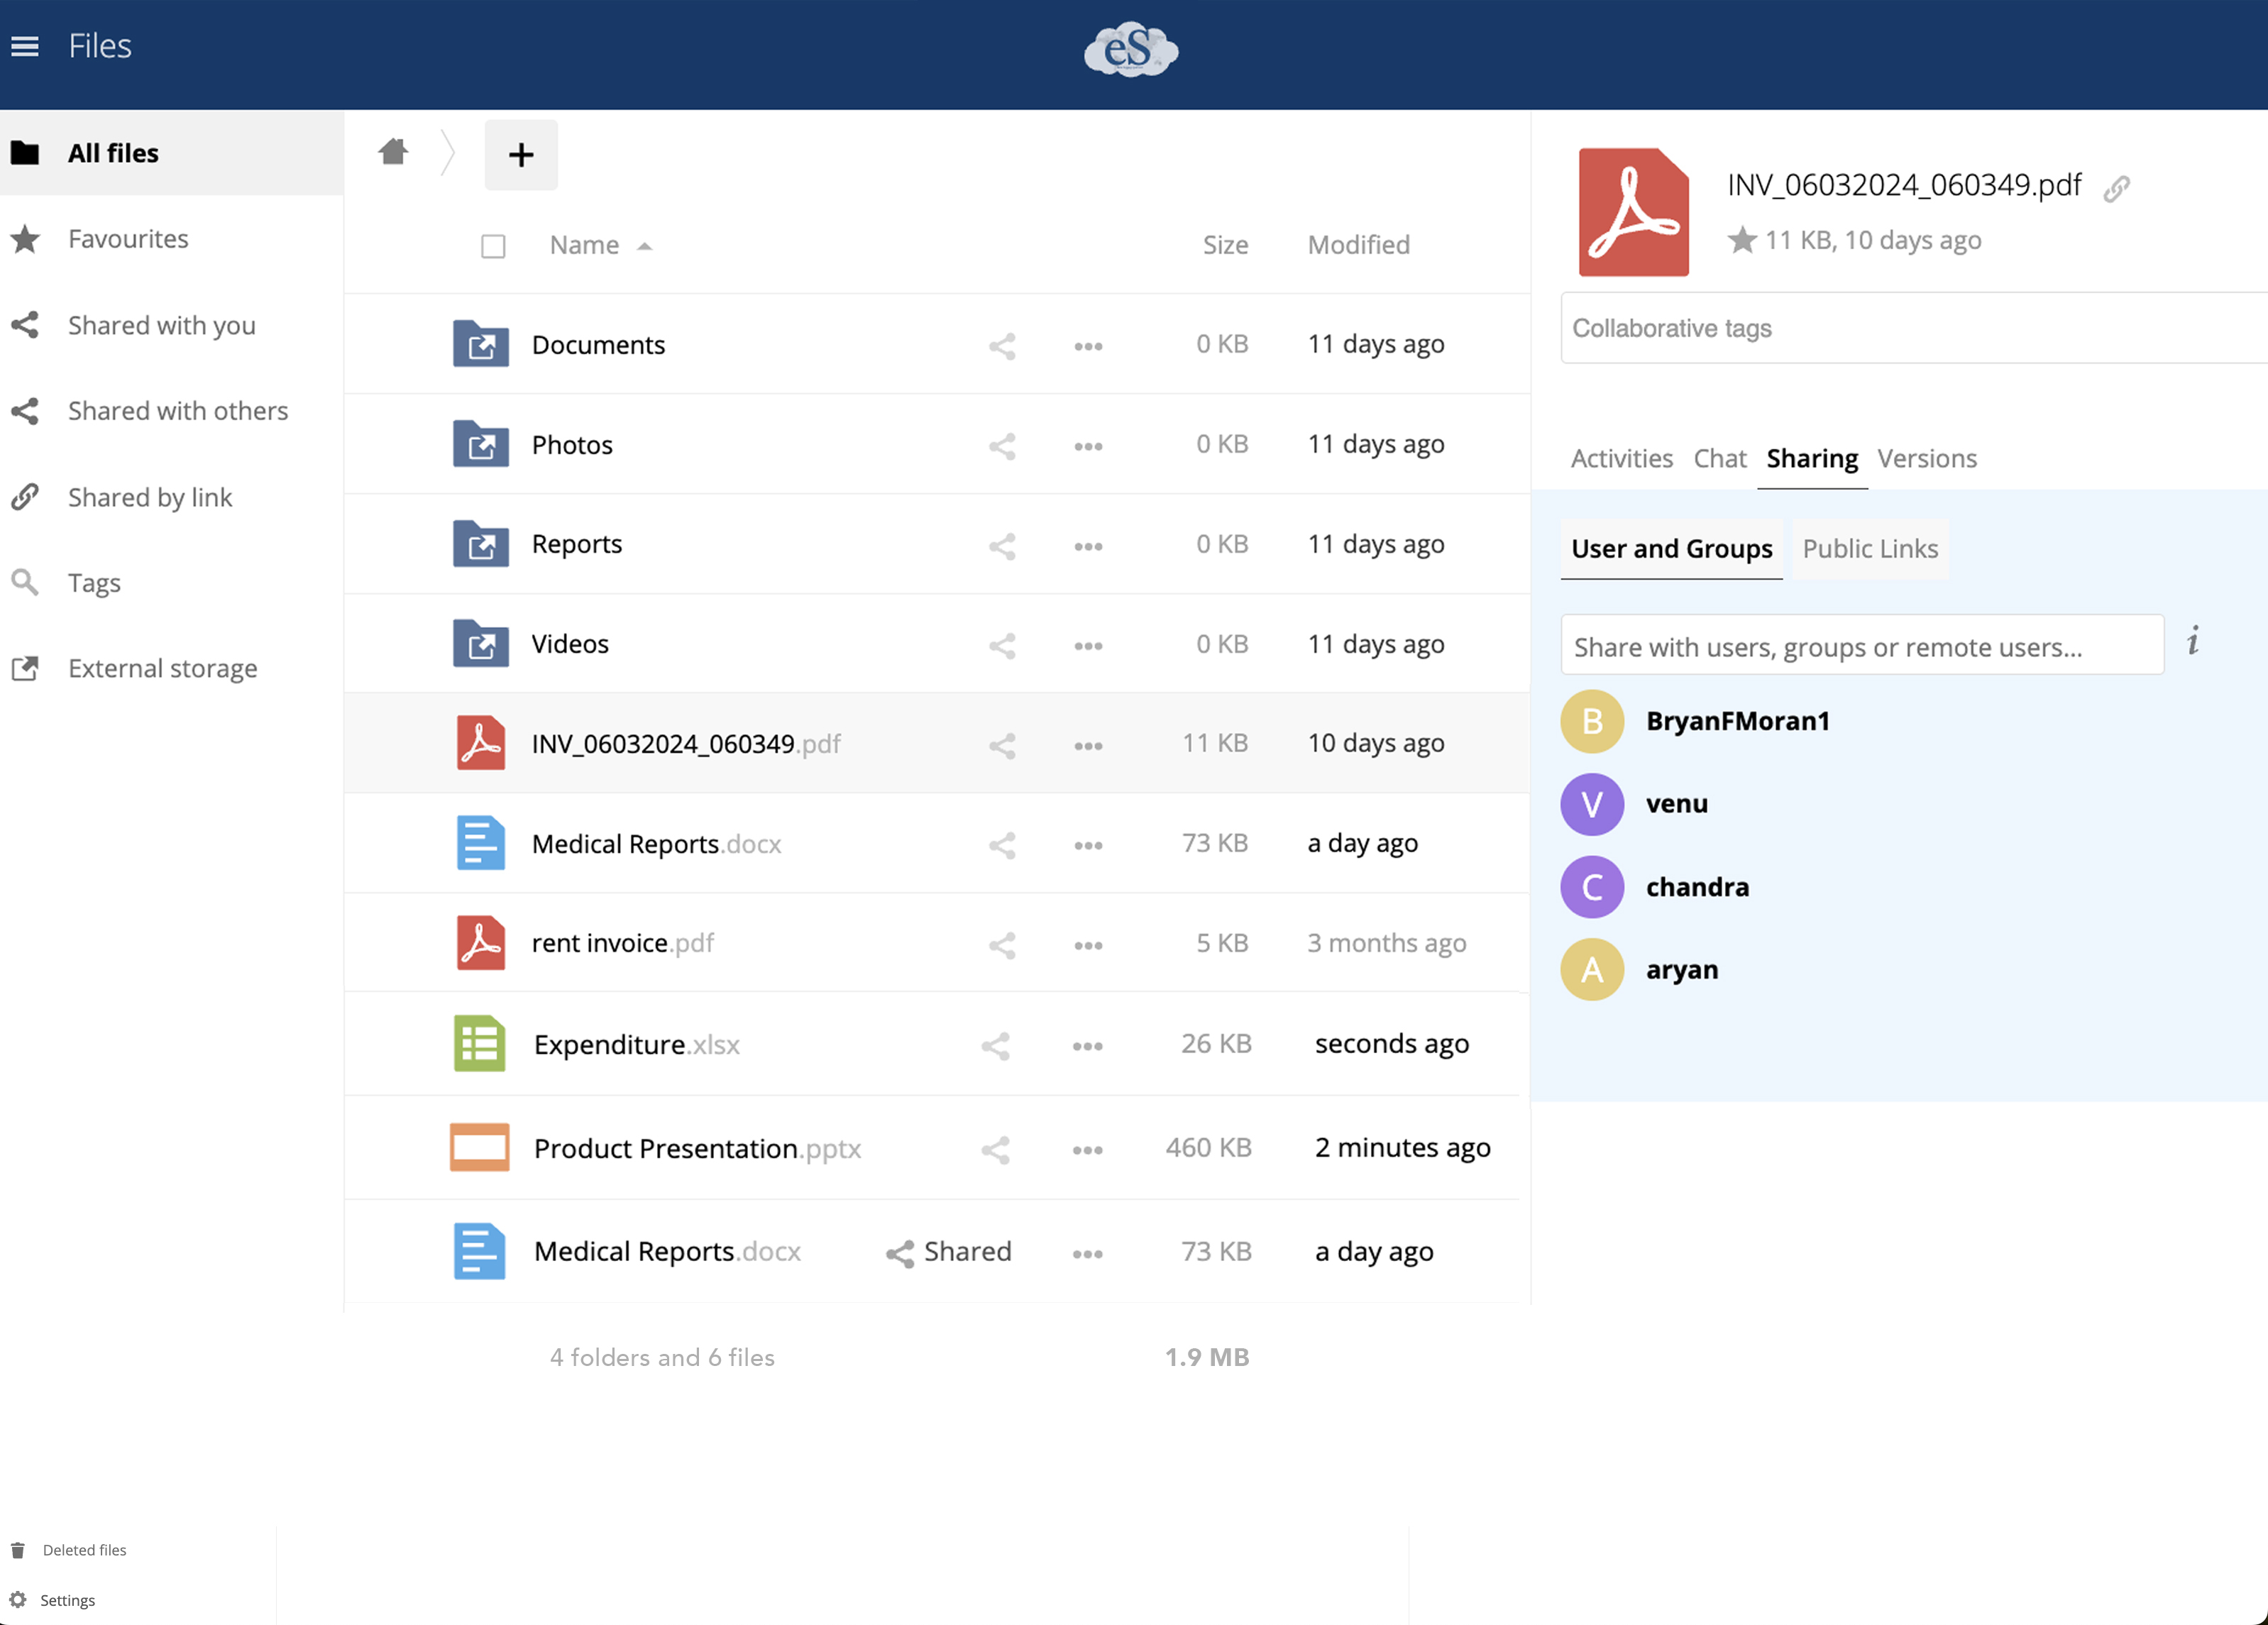 Files
eS
All files
Favourites
Shared with you
Shared with others
Shared by link
Tags
External storage
Deleted files
Settings
+
Name Size Modified
Documents 0 KB 11 days ago
Photos 0 KB 11 days ago
Reports 0 KB 11 days ago
Videos 0 KB 11 days ago
INV_06032024_060349.pdf 11 KB 10 days ago
Medical Reports.docx 73 KB a day ago
rent invoice.pdf 5 KB 3 months ago
Expenditure.xlsx 26 KB seconds ago
Product Presentation.pptx 460 KB 2 minutes ago
Medical Reports.docx Shared 73 KB a day ago
4 folders and 6 files 1.9 MB
INV_06032024_060349.pdf
11 KB, 10 days ago
Collaborative tags
Activities Chat Sharing Versions
User and Groups Public Links
Share with users, groups or remote users... i
B BryanFMoran1
V venu
C chandra
A aryan